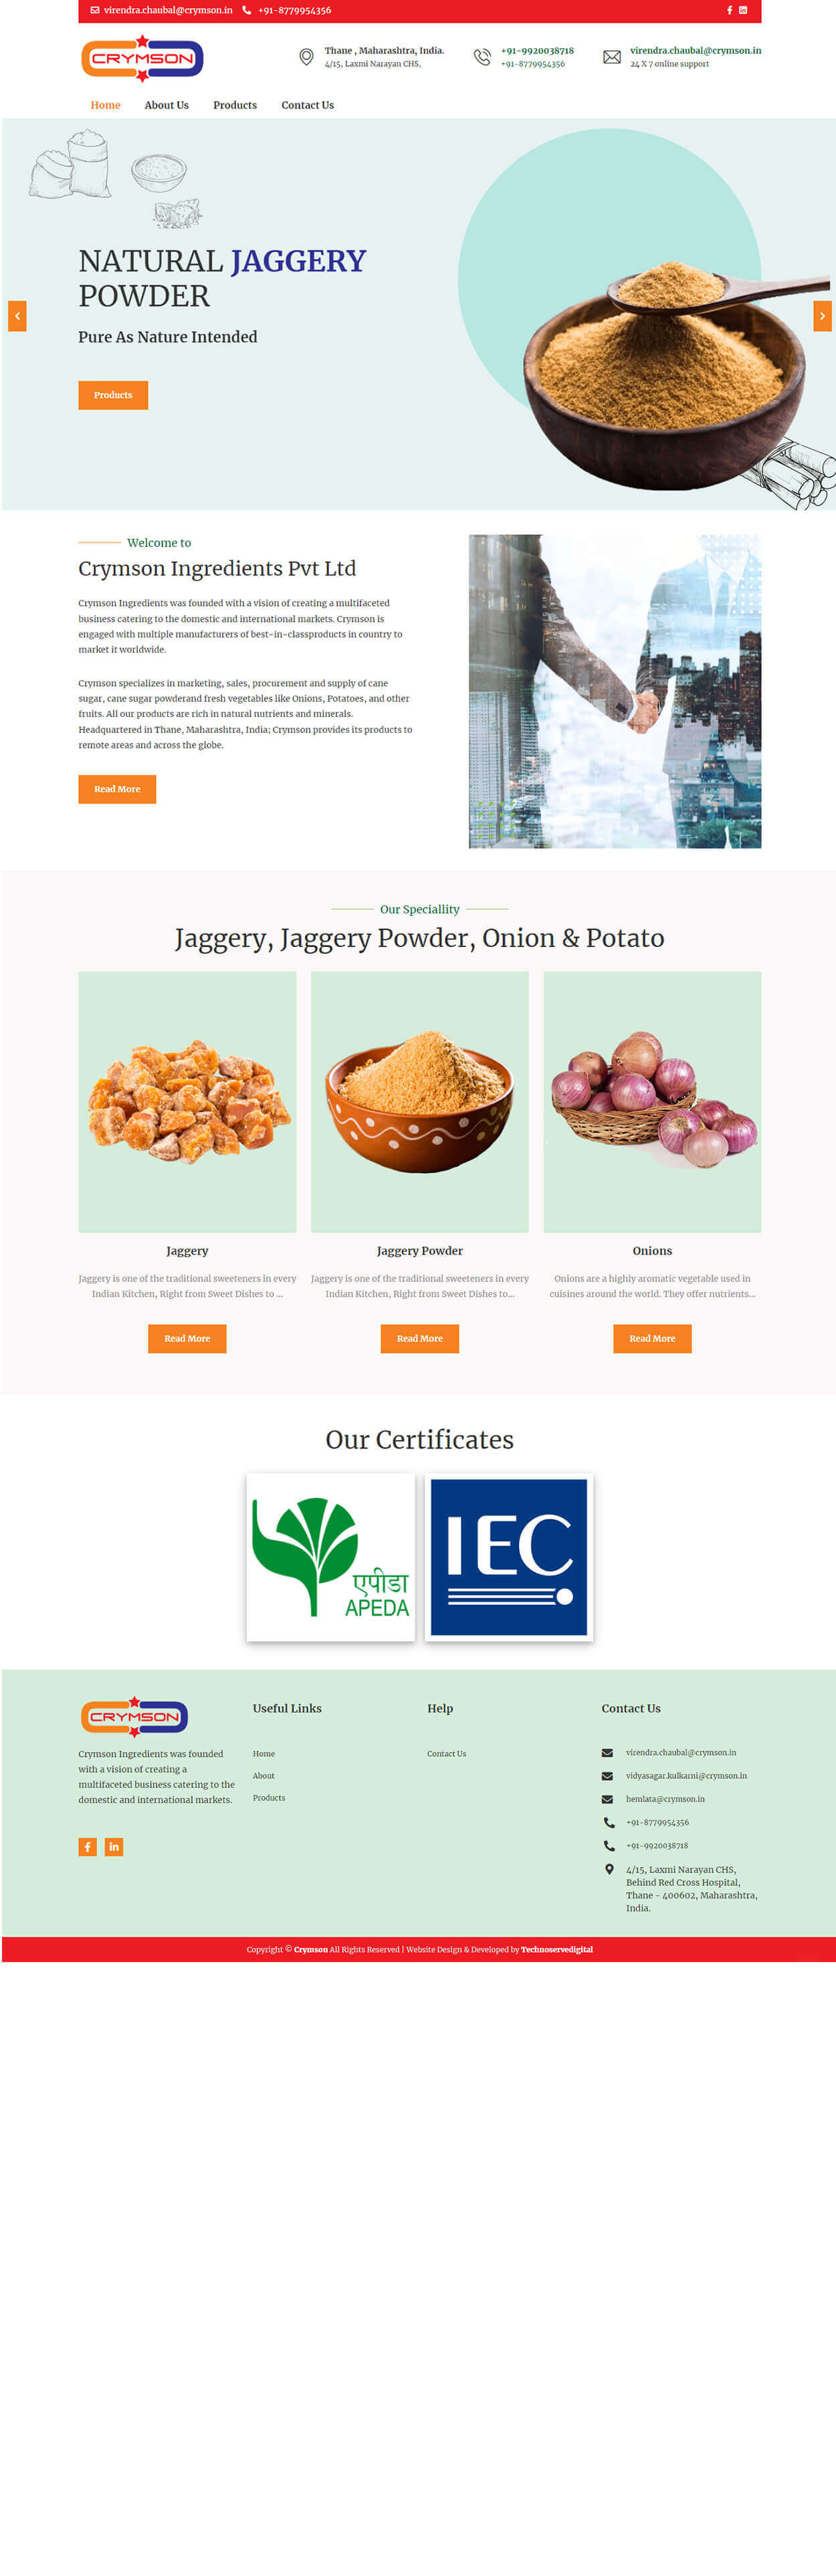 virendra.chaubal@crymson.in +91-8779954356
CRYMSON
Thane , Maharashtra, India.
4/15, Laxmi Narayan CHS,
+91-9920038718
+91-8779954356
virendra.chaubal@crymson.in
24 X 7 online support
Home About Us Products Contact Us
NATURAL JAGGERY
POWDER
Pure As Nature Intended
Products
Welcome to
Crymson Ingredients Pvt Ltd
Crymson Ingredients was founded with a vision of creating a multifaceted
business catering to the domestic and international markets. Crymson is
engaged with multiple manufacturers of best-in-classproducts in country to
market it worldwide.
Crymson specializes in marketing, sales, procurement and supply of cane
sugar, cane sugar powderand fresh vegetables like Onions, Potatoes, and other
fruits. All our products are rich in natural nutrients and minerals.
Headquartered in Thane, Maharashtra, India; Crymson provides its products to
remote areas and across the globe.
Read More
Our Speciallity
Jaggery, Jaggery Powder, Onion & Potato
Jaggery
Jaggery is one of the traditional sweeteners in every
Indian Kitchen, Right from Sweet Dishes to ...
Read More
Jaggery Powder
Jaggery is one of the traditional sweeteners in every
Indian Kitchen, Right from Sweet Dishes to...
Read More
Onions
Onions are a highly aromatic vegetable used in
cuisines around the world. They offer nutrients...
Read More
Our Certificates
एपीडा
APEDA
IEC
CRYMSON
Crymson Ingredients was founded
with a vision of creating a
multifaceted business catering to the
domestic and international markets.
Useful Links
Home
About
Products
Help
Contact Us
Contact Us
virendra.chaubal@crymson.in
vidyasagar.kulkarni@crymson.in
hemlata@crymson.in
+91-8779954356
+91-9920038718
4/15, Laxmi Narayan CHS,
Behind Red Cross Hospital,
Thane - 400602, Maharashtra,
India.
Copyright © Crymson All Rights Reserved | Website Design & Developed by Technoservedigital